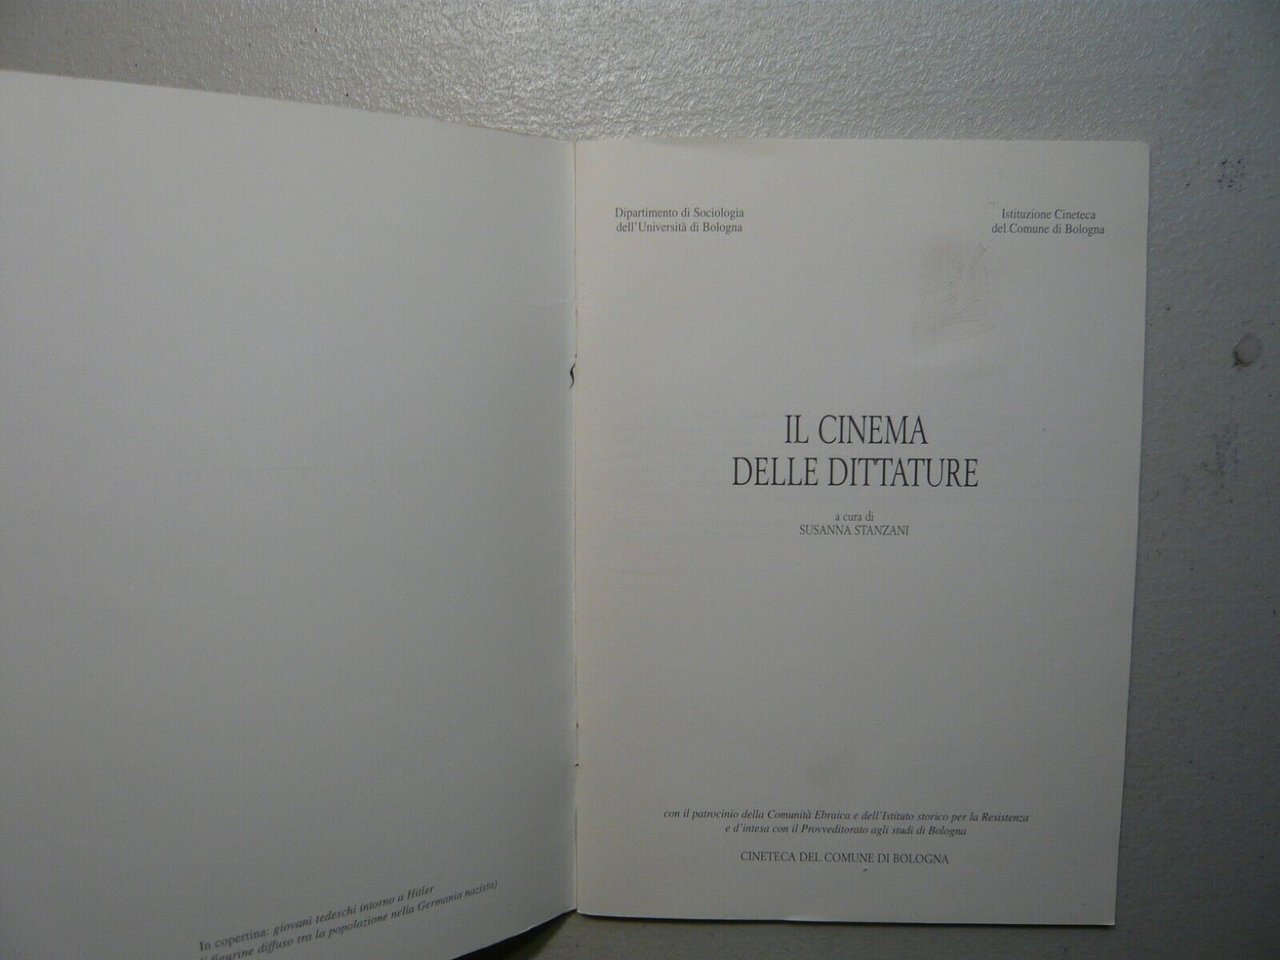 In copertina: giovani tedeschi intorno a Hitler
figurine diffuso tra la popolazione nella Germania nazista)
Dipartimento di Sociologia
dell'Università di Bologna
Istituzione Cineteca
del Comune di Bologna
IL CINEMA
DELLE DITTATURE
a cura di
SUSANNA STANZANI
con il patrocinio della Comunità Ebraica e dell'Istituto storico per la Resistenza
e d'intesa con il Provveditorato agli studi di Bologna
CINETECA DEL COMUNE DI BOLOGNA